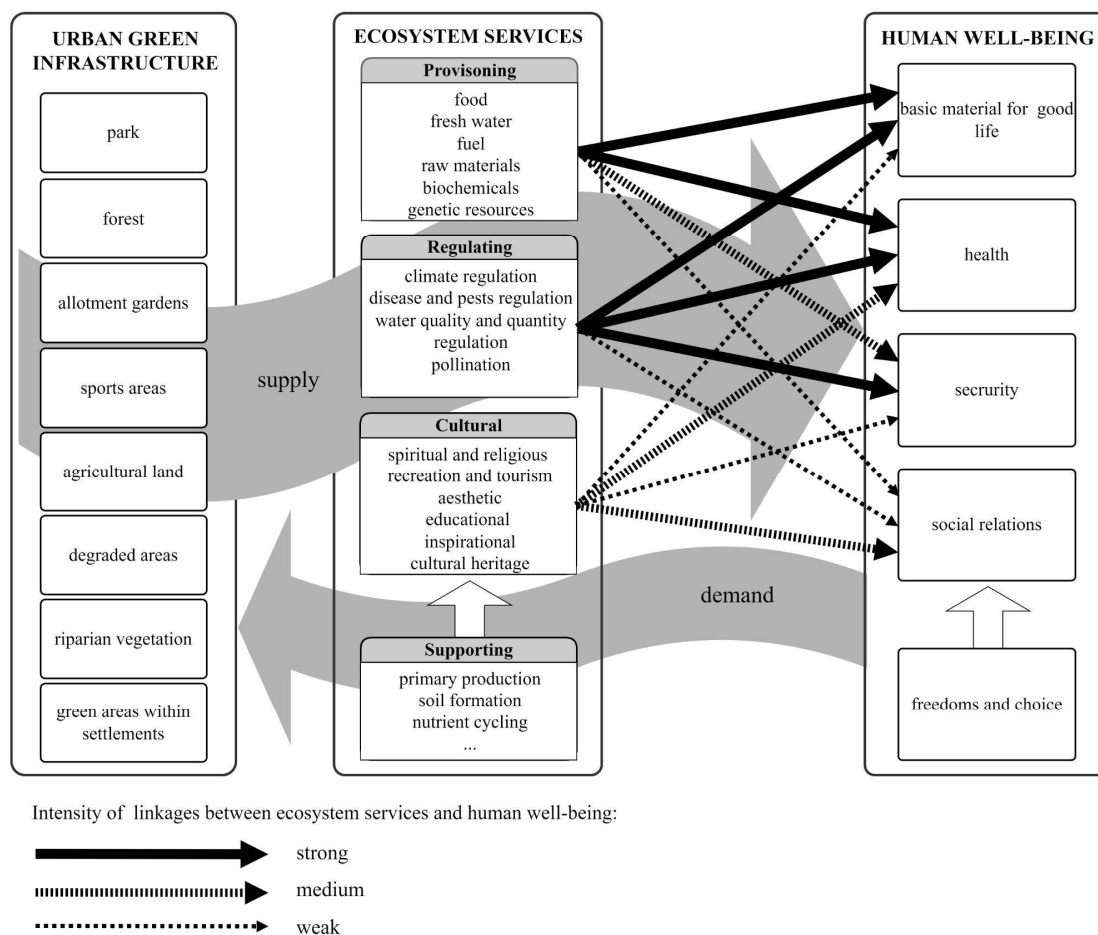 URBAN GREEN
INFRASTRUCTURE
park
forest
allotment gardens
sports areas
agricultural land
degraded areas
riparian vegetation
green areas within
settlements
supply
ECOSYSTEM SERVICES
Provisoning
food
fresh water
fuel
raw materials
biochemicals
genetic resources
Regulating
climate regulation
disease and pests regulation
water quality and quantity
regulation
pollination
Cultural
spiritual and religious
recreation and tourism
aesthetic
educational
inspirational
cultural heritage
Supporting
primary production
soil formation
nutrient cycling
...
demand
HUMAN WELL-BEING
basic material for good
life
health
secrurity
social relations
freedoms and choice
Intensity of linkages between ecosystem services and human well-being:
strong
medium
weak